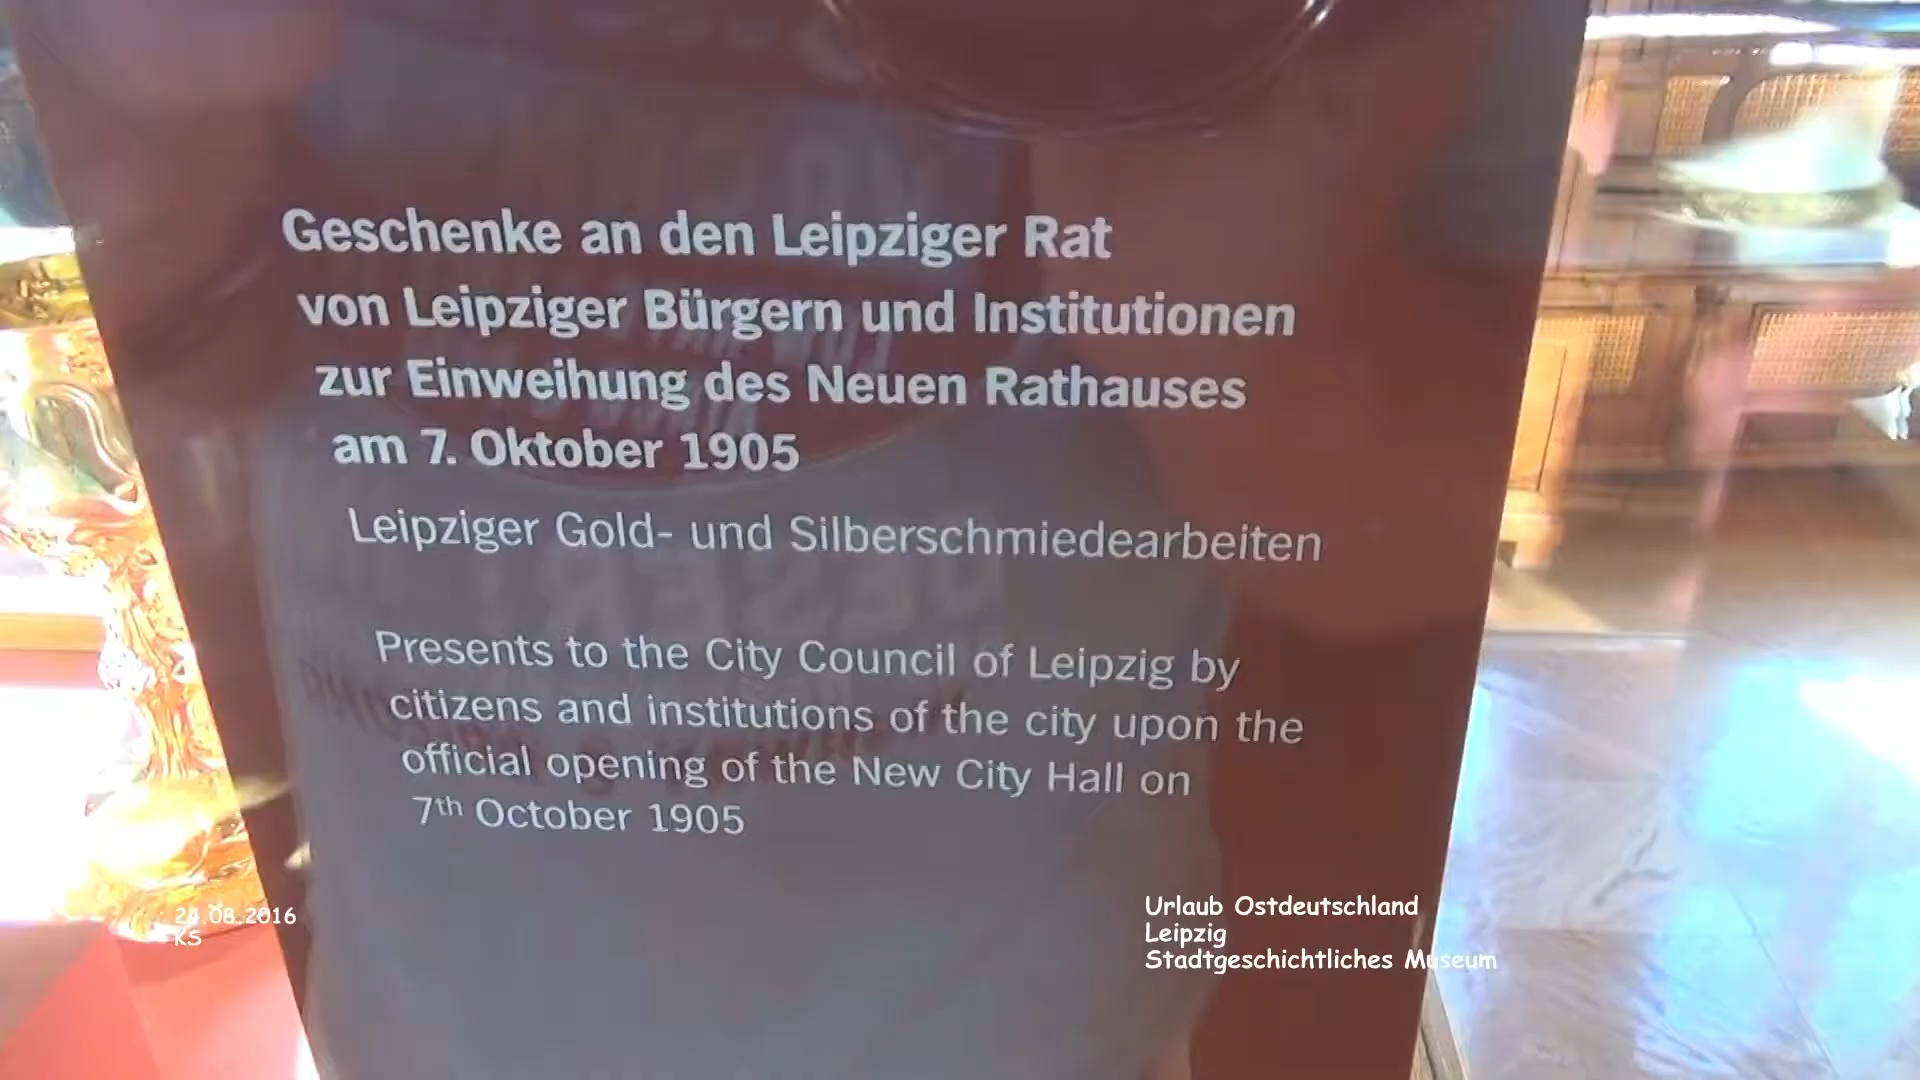 Geschenke an den Leipziger Rat
von Leipziger Bürgern und Institutionen
zur Einweihung des Neuen Rathauses
am 7. Oktober 1905
Leipziger Gold- und Silberschmiedearbeiten
Presents to the City Council of Leipzig by
citizens and institutions of the city upon the
official opening of the New City Hall on
7th October 1905
24.08.2016
KS
Urlaub Ostdeutschland
Leipzig
Stadtgeschichtliches Museum